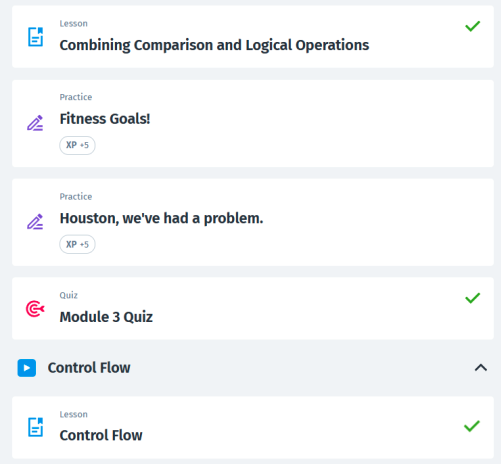 Lesson
Combining Comparison and Logical Operations
Practice
Fitness Goals!
XP +5
Practice
Houston, we've had a problem.
XP +5
Quiz
Module 3 Quiz
Control Flow
Lesson
Control Flow